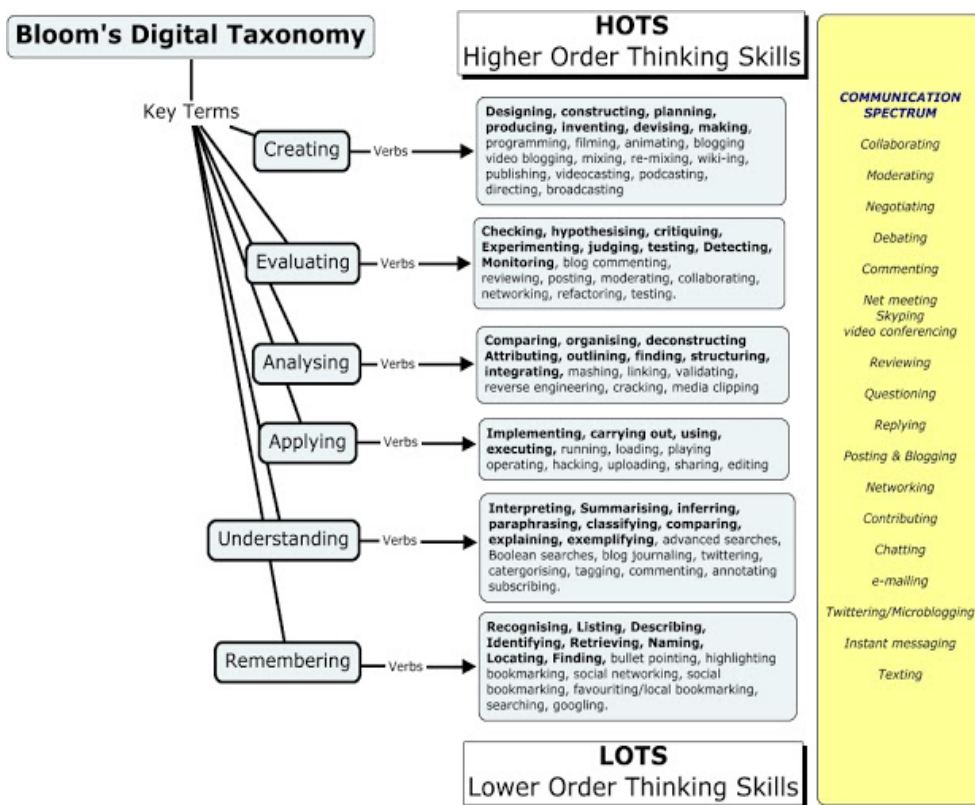 Bloom's Digital Taxonomy
HOTS
Higher Order Thinking Skills
Key Terms
Creating
Verbs
Designing, constructing, planning,
producing, inventing, devising, making,
programming, filming, animating, blogging
video blogging, mixing, re-mixing, wiki-ing,
publishing, videocasting, podcasting,
directing, broadcasting
Evaluating
Verbs
Checking, hypothesising, critiquing,
Experimenting, judging, testing, Detecting,
Monitoring, blog commenting,
reviewing, posting, moderating, collaborating,
networking, refactoring, testing.
Analysing
Verbs
Comparing, organising, deconstructing
Attributing, outlining, finding, structuring,
integrating, mashing, linking, validating,
reverse engineering, cracking, media clipping
Applying
Verbs
Implementing, carrying out, using,
executing, running, loading, playing
operating, hacking, uploading, sharing, editing
Understanding
Verbs
Interpreting, Summarising, inferring,
paraphrasing, classifying, comparing,
explaining, exemplifying, advanced searches,
Boolean searches, blog journaling, twittering,
catergorising, tagging, commenting, annotating
subscribing.
Remembering
Verbs
Recognising, Listing, Describing,
Identifying, Retrieving, Naming,
Locating, Finding, bullet pointing, highlighting
bookmarking, social networking, social
bookmarking, favouriting/local bookmarking,
searching, googling.
LOTS
Lower Order Thinking Skills
COMMUNICATION
SPECTRUM
Collaborating
Moderating
Negotiating
Debating
Commenting
Net meeting
Skyping
video conferencing
Reviewing
Questioning
Replying
Posting & Blogging
Networking
Contributing
Chatting
e-mailing
Twittering/Microblogging
Instant messaging
Texting